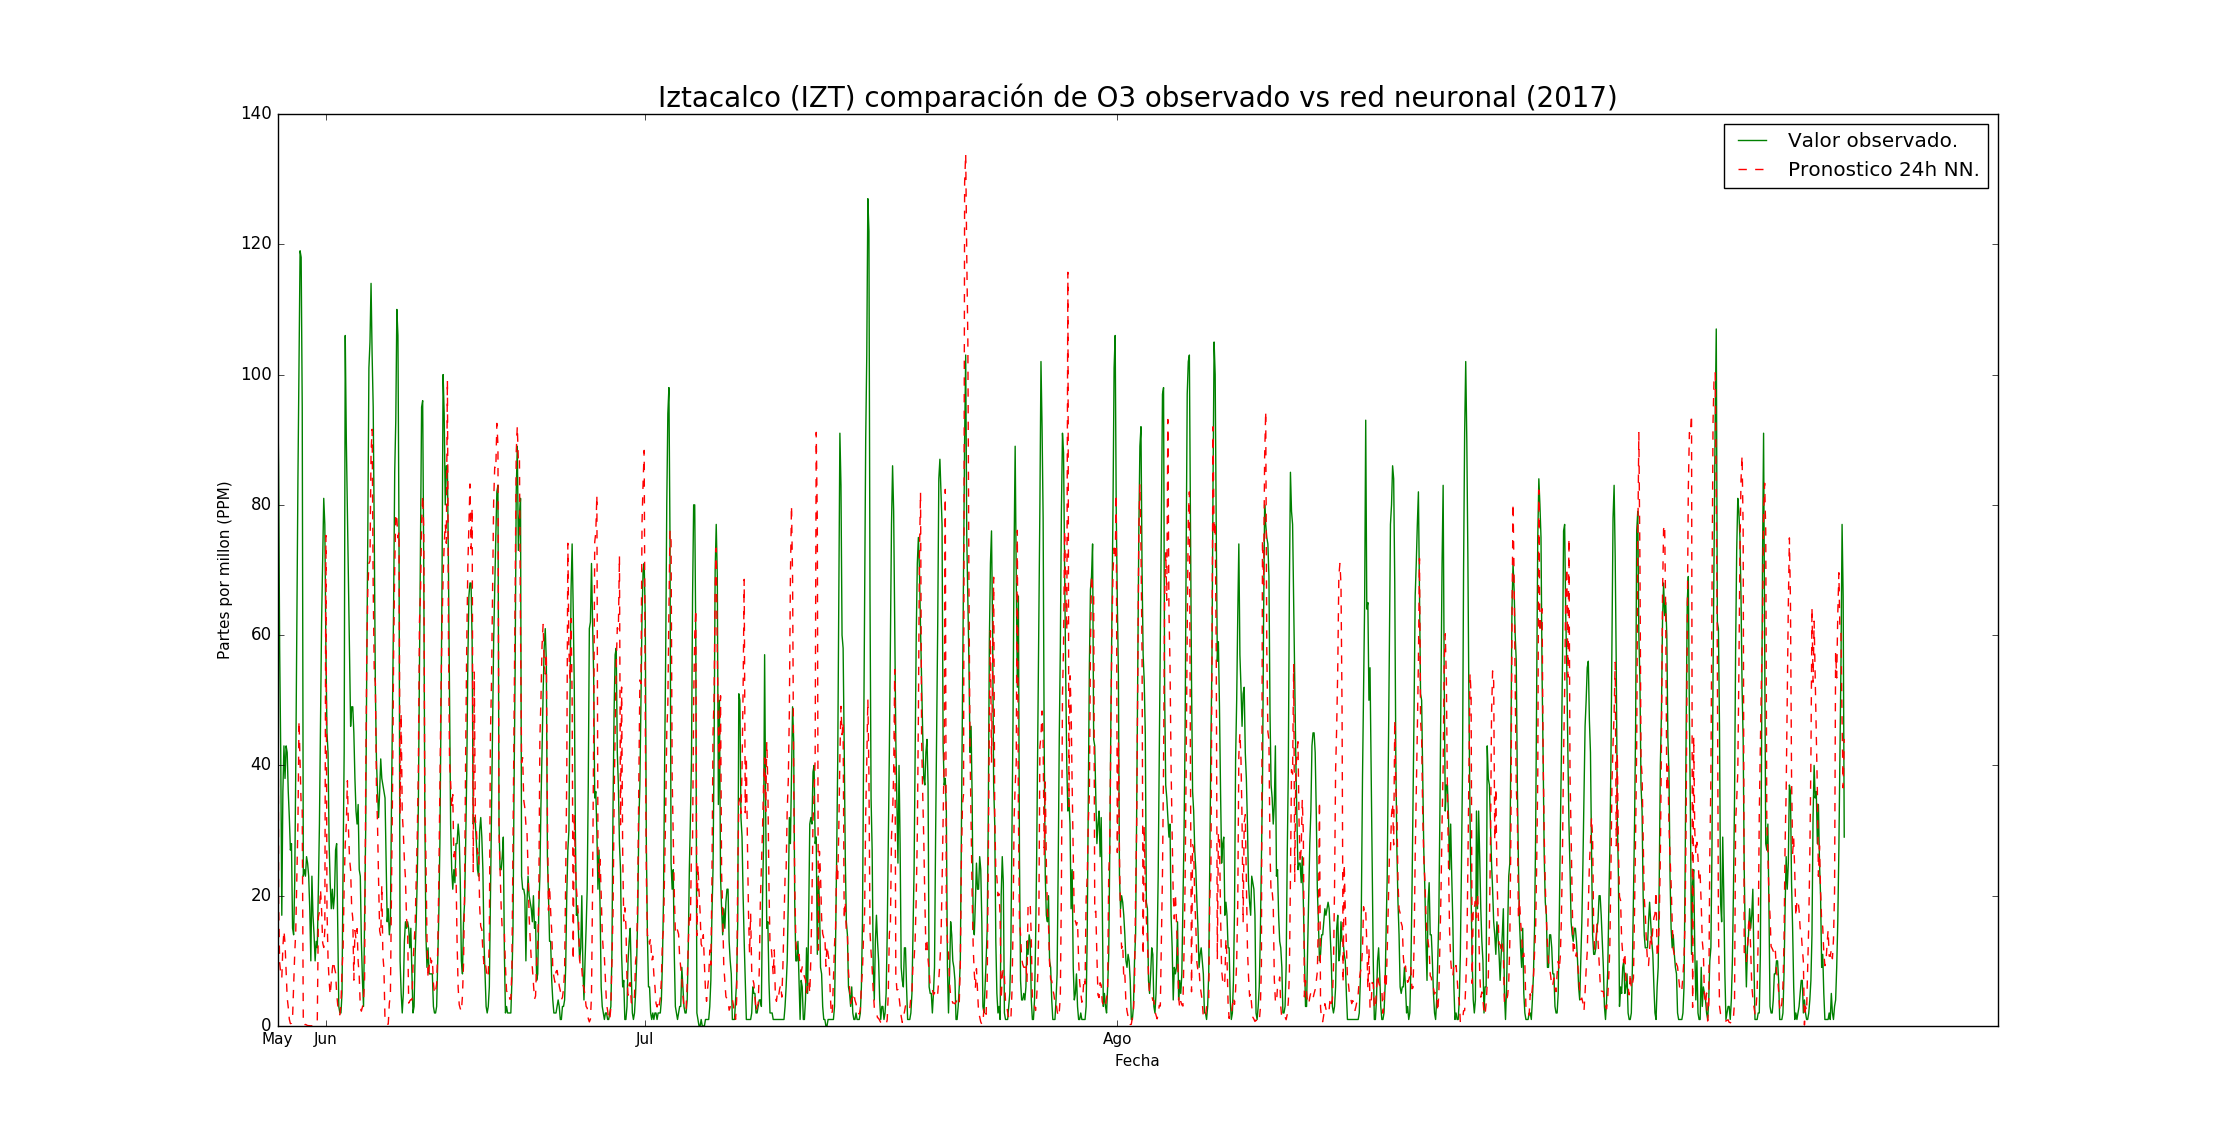 Iztacalco (IZT) comparación de O3 observado vs red neuronal (2017)
140
120
100
80
60
40
20
0
Partes por millon (PPM)
Valor observado.
Pronostico 24h NN.
May Jun Jul Ago
Fecha